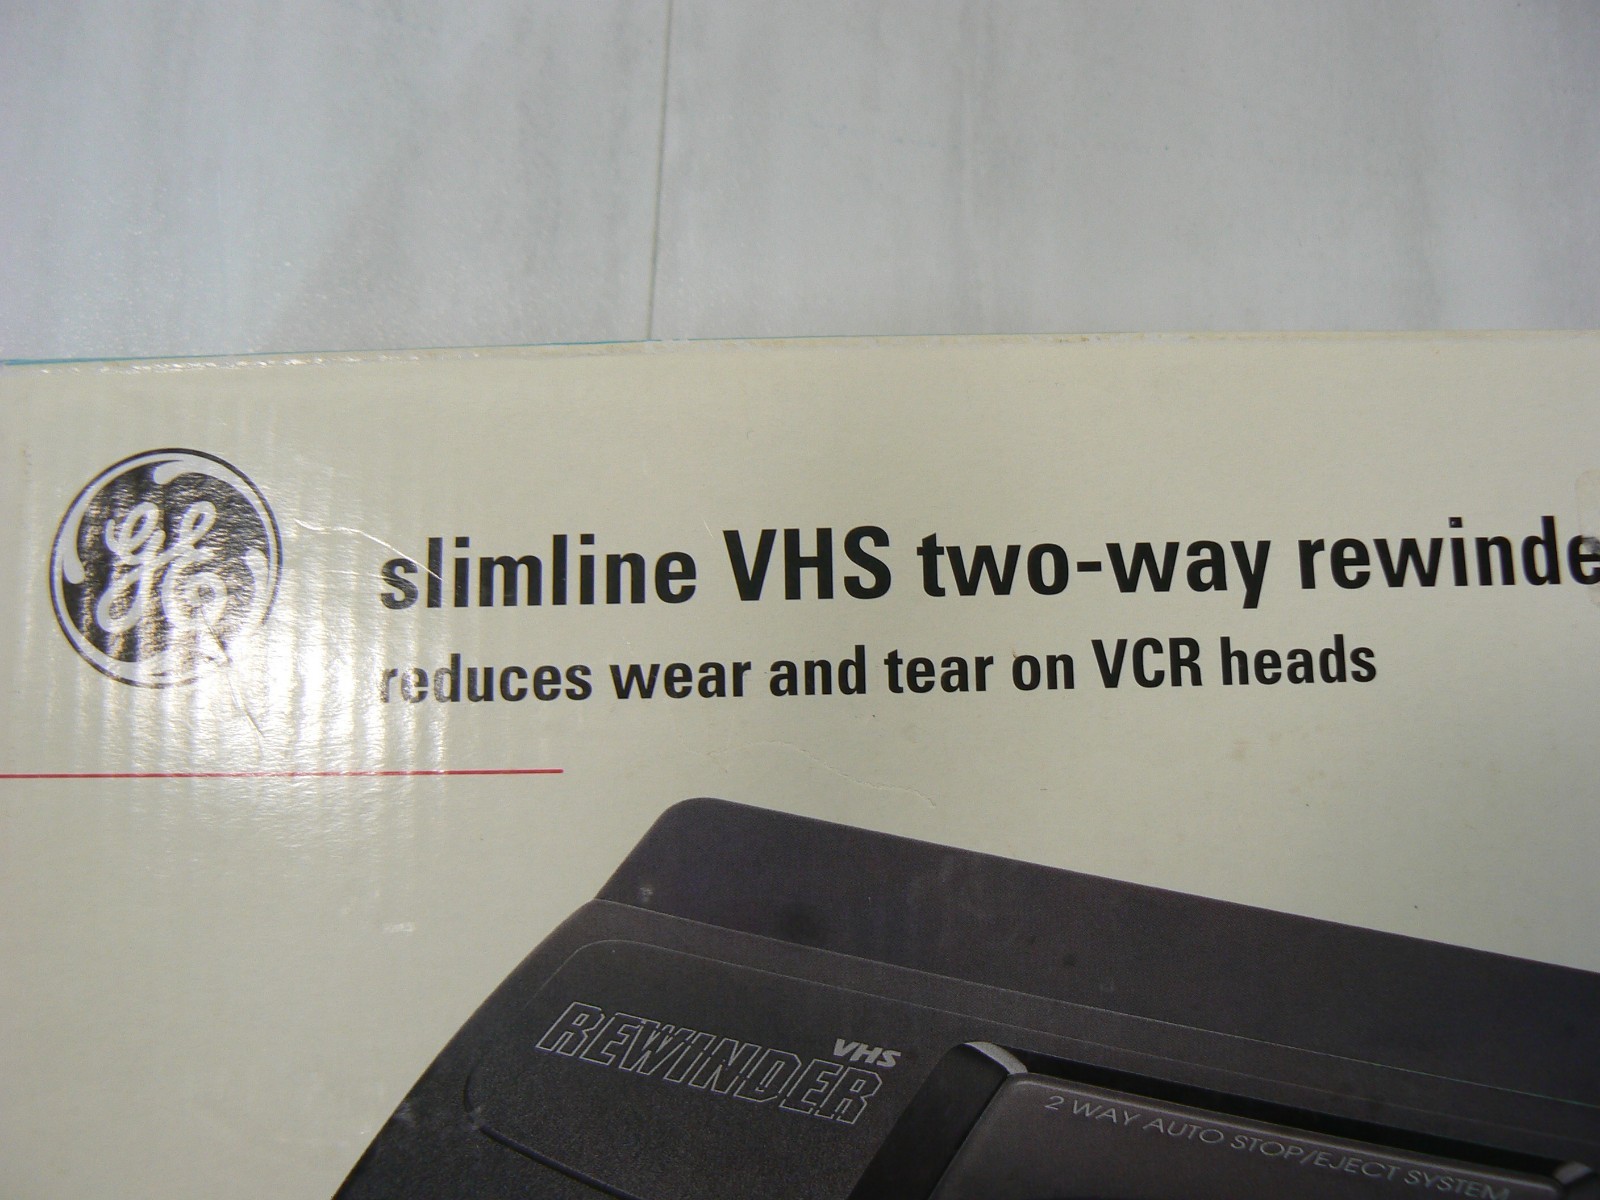 GE
slimline VHS two-way rewinde
reduces wear and tear on VCR heads
VHS
REWINDER
2 WAY AUTO STOP/EJECT SYSTEM